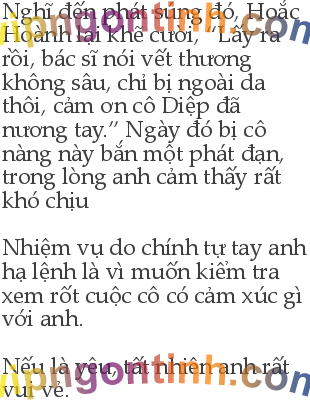 Nghĩ đến phát súng đó, Hoắc
Hoành lại khẽ cười, “Lấy ra
rồi, bác sĩ nói vết thương
không sâu, chỉ bị ngoài da
thôi, cảm ơn cô Diệp đã
nương tay.” Ngày đó bị cô
nàng này bắn một phát đạn,
trong lòng anh cảm thấy rất
khó chịu
Nhiệm vụ do chính tự tay anh
hạ lệnh là vì muốn kiểm tra
xem rốt cuộc cô có cảm xúc gì
với anh.
Nếu là yêu, tất nhiên anh rất
vui vẻ.
vipngontinh.com
vipngontinh.com